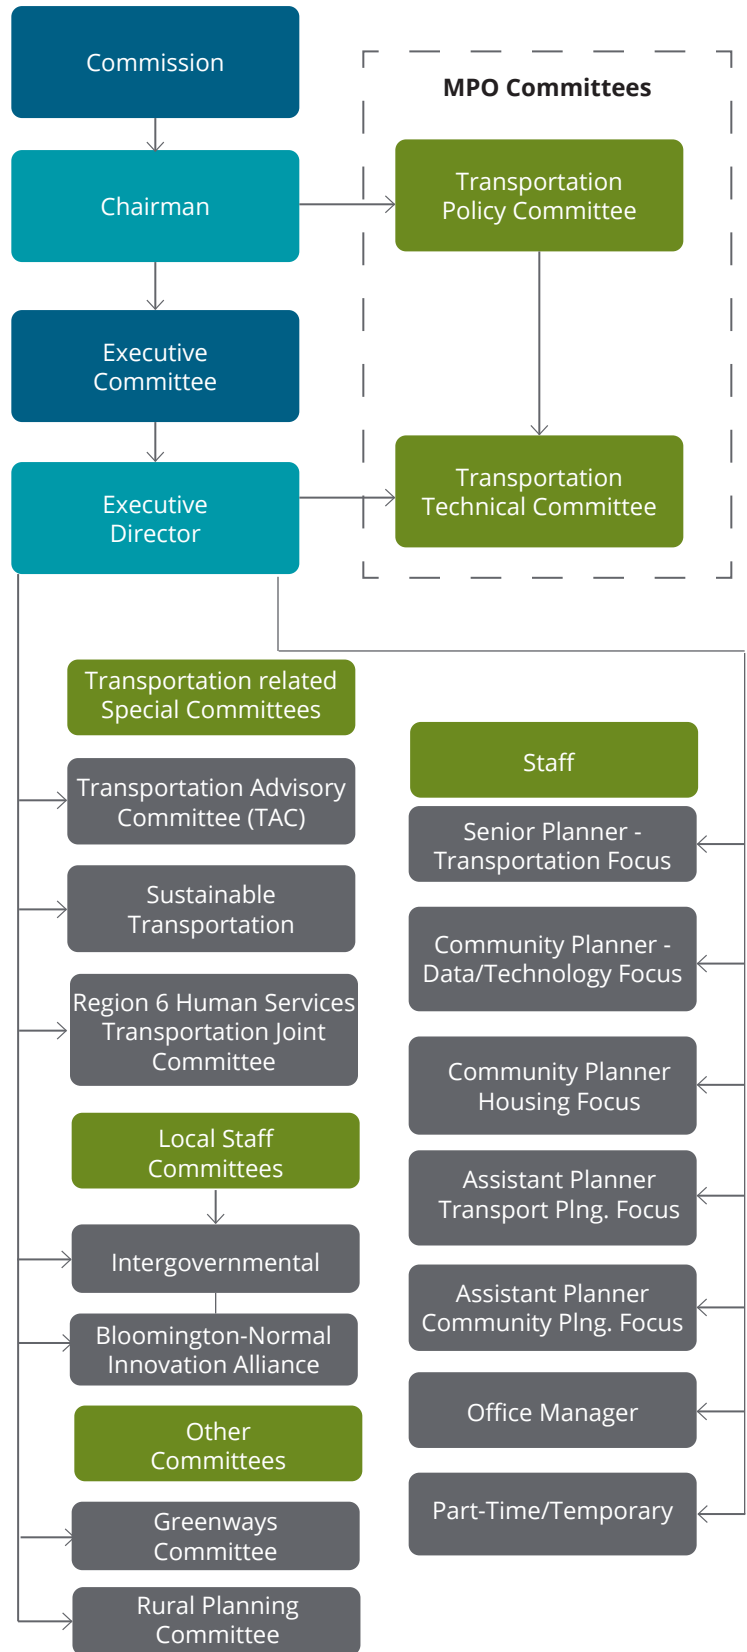 Commission
MPO Committees
Chairman
Transportation
Policy Committee
Executive
Committee
Executive
Director
Transportation
Technical Committee
Transportation related
Special Committees
Transportation Advisory
Committee (TAC)
Sustainable
Transportation
Region 6 Human Services
Transportation Joint
Committee
Local Staff
Committees
Intergovernmental
Bloomington-Normal
Innovation Alliance
Other
Committees
Greenways
Committee
Rural Planning
Committee
Staff
Senior Planner -
Transportation Focus
Community Planner -
Data/Technology Focus
Community Planner
Housing Focus
Assistant Planner
Transport Plng. Focus
Assistant Planner
Community Plng. Focus
Office Manager
Part-Time/Temporary